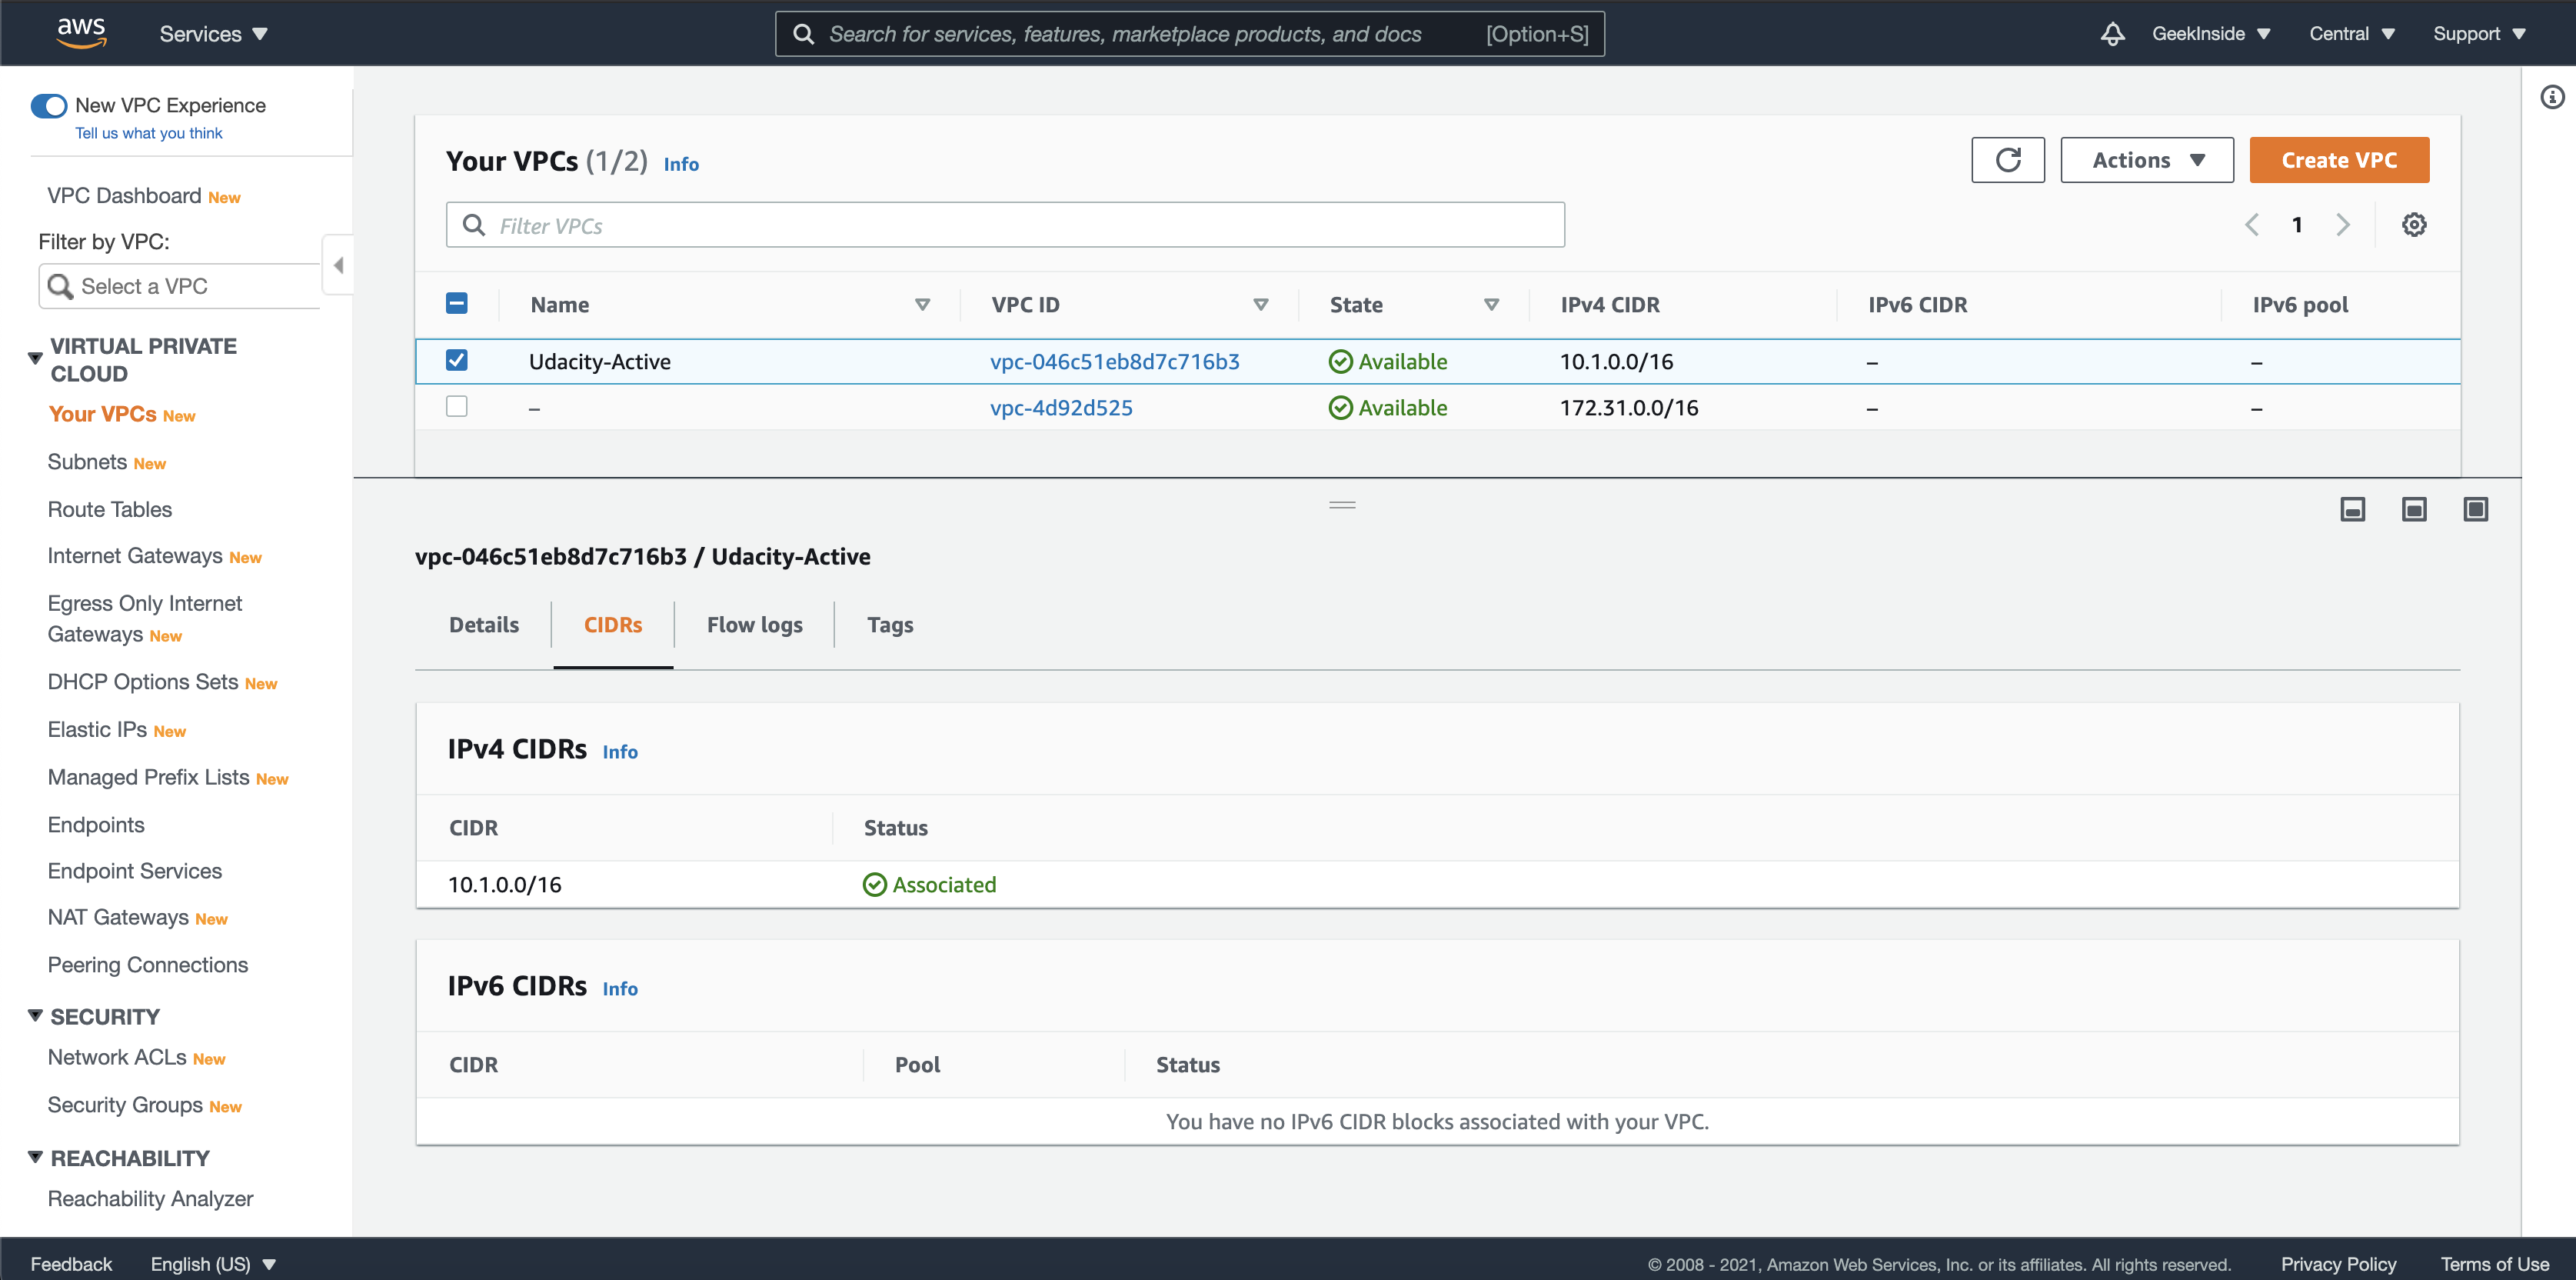 aws
Services
Search for services, features, marketplace products, and docs [Option+S]
GeekInside Central Support
New VPC Experience
Tell us what you think
VPC Dashboard New
Filter by VPC:
Select a VPC
VIRTUAL PRIVATE
CLOUD
Your VPCs New
Subnets New
Route Tables
Internet Gateways New
Egress Only Internet
Gateways New
DHCP Options Sets New
Elastic IPs New
Managed Prefix Lists New
Endpoints
Endpoint Services
NAT Gateways New
Peering Connections
SECURITY
Network ACLs New
Security Groups New
REACHABILITY
Reachability Analyzer
Your VPCs (1/2) Info
Actions
Create VPC
Filter VPCs
1
Name VPC ID State IPv4 CIDR IPv6 CIDR IPv6 pool
Udacity-Active vpc-046c51eb8d7c716b3 Available 10.1.0.0/16 – –
– vpc-4d92d525 Available 172.31.0.0/16 – –
vpc-046c51eb8d7c716b3 / Udacity-Active
Details CIDRs Flow logs Tags
IPv4 CIDRs Info
CIDR Status
10.1.0.0/16 Associated
IPv6 CIDRs Info
CIDR Pool Status
You have no IPv6 CIDR blocks associated with your VPC.
Feedback English (US)
© 2008 - 2021, Amazon Web Services, Inc. or its affiliates. All rights reserved. Privacy Policy Terms of Use